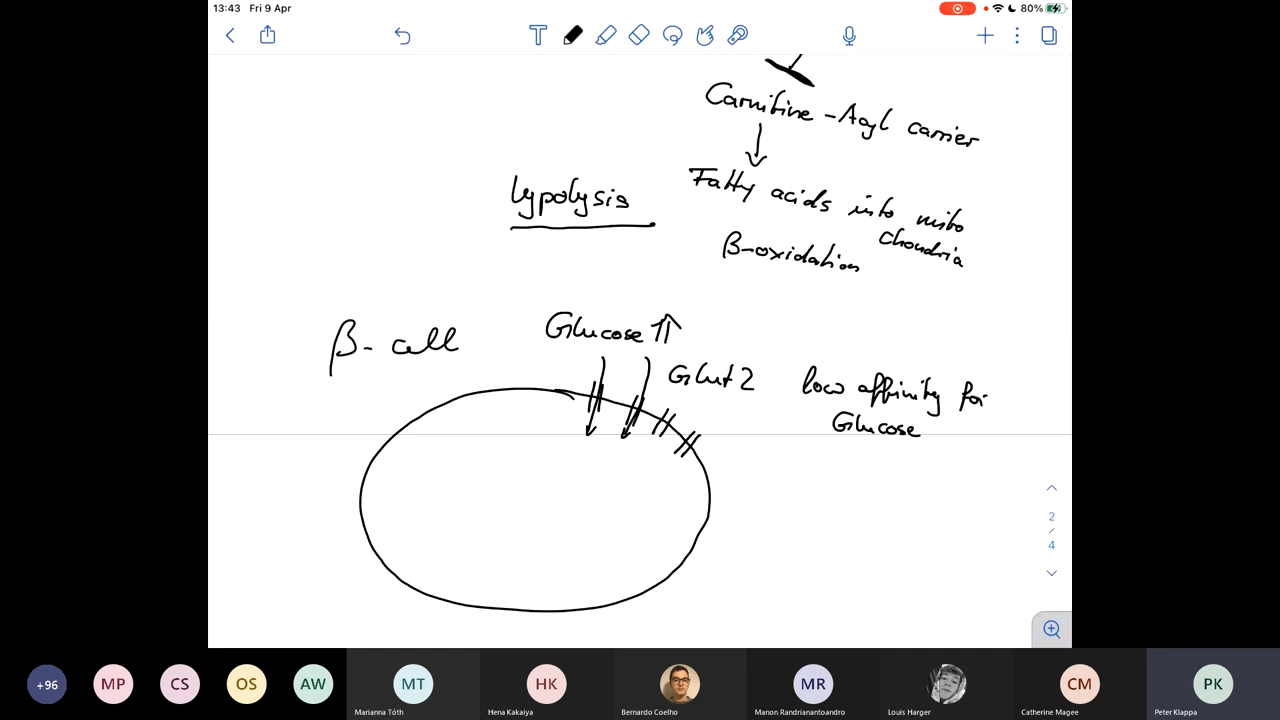 13:43 Fri 9 Apr
80%
T
Carnitine - Acyl carrier
Lypolysis
Fatty acids into mito
chondria
β-oxidation
β- cell
Glucose ⇑
Glut 2
low affinity for
Glucose
2
/
4
+96
MP
CS
OS
AW
MT
HK
MR
CM
PK
Marianna Tóth
Hena Kakaiya
Bernardo Coelho
Manon Randrianantoandro
Louis Harger
Catherine Magee
Peter Klappa